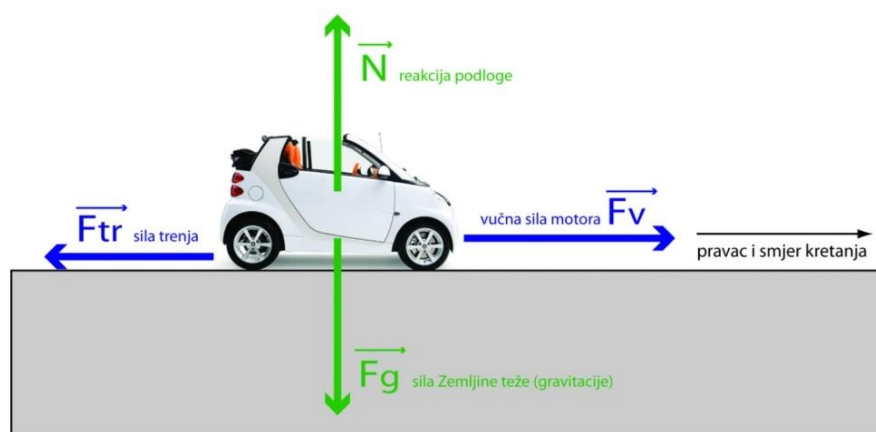 N reakcija podloge
Ftr sila trenja
vučna sila motora Fv
pravac i smjer kretanja
Fg sila Zemljine teže (gravitacije)